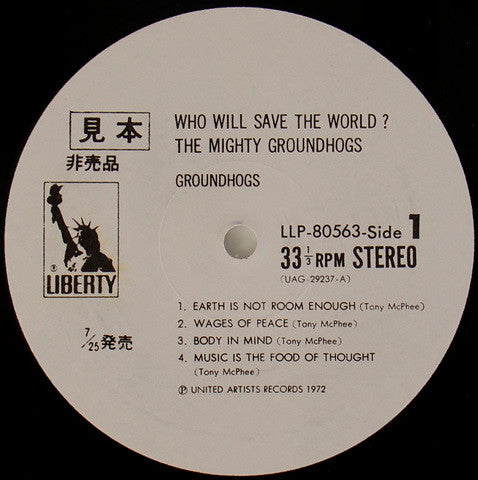 見本
非売品
WHO WILL SAVE THE WORLD ?
THE MIGHTY GROUNDHOGS
GROUNDHOGS
LLP-80563-Side 1
33 1/3 RPM STEREO
(UAG 29237-A)
® LIBERTY
7/25発売
1. EARTH IS NOT ROOM ENOUGH (Tony McPhee)
2. WAGES OF PEACE (Tony McPhee)
3. BODY IN MIND (Tony McPhee)
4. MUSIC IS THE FOOD OF THOUGHT
(Tony McPhee)
Ⓟ UNITED ARTISTS RECORDS 1972